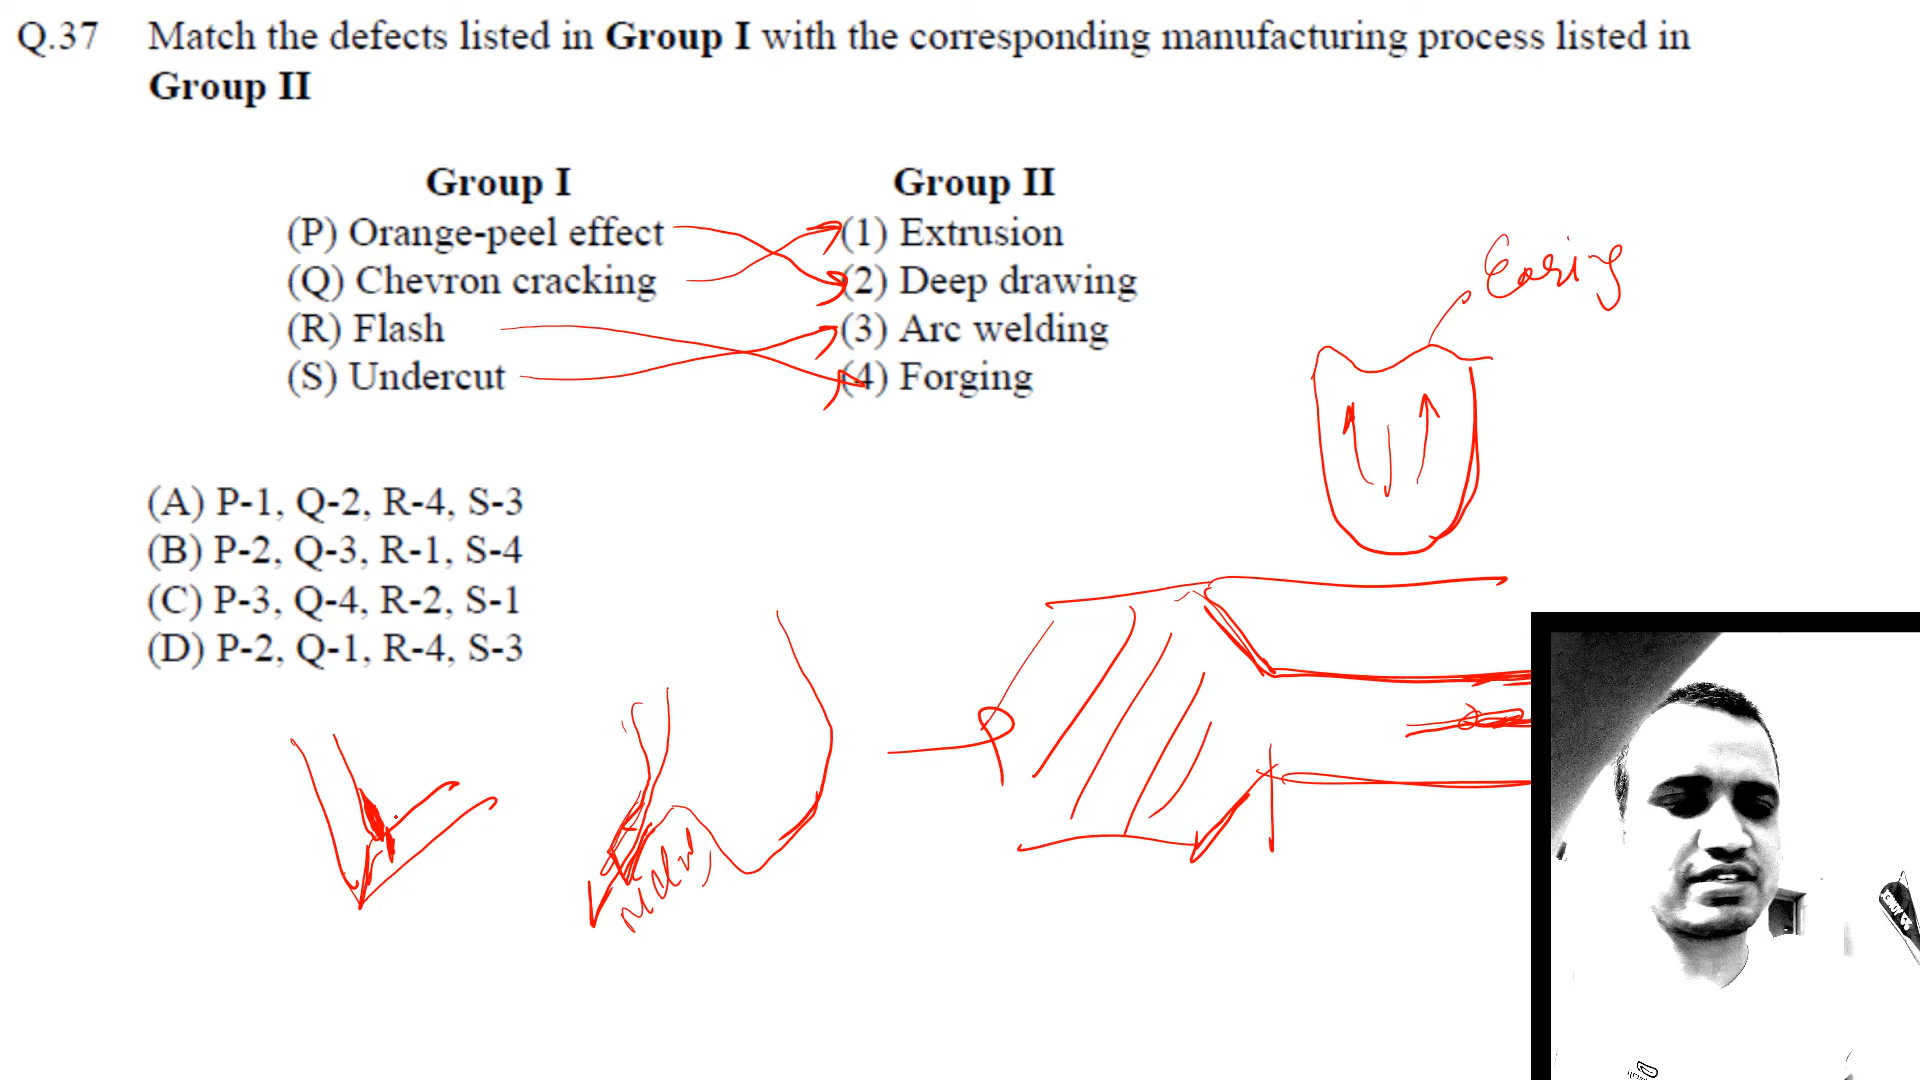 Q.37 Match the defects listed in Group I with the corresponding manufacturing process listed in
Group II
Group I Group II
(P) Orange-peel effect (1) Extrusion
(Q) Chevron cracking (2) Deep drawing
(R) Flash (3) Arc welding
(S) Undercut (4) Forging
Earing
(A) P-1, Q-2, R-4, S-3
(B) P-2, Q-3, R-1, S-4
(C) P-3, Q-4, R-2, S-1
(D) P-2, Q-1, R-4, S-3